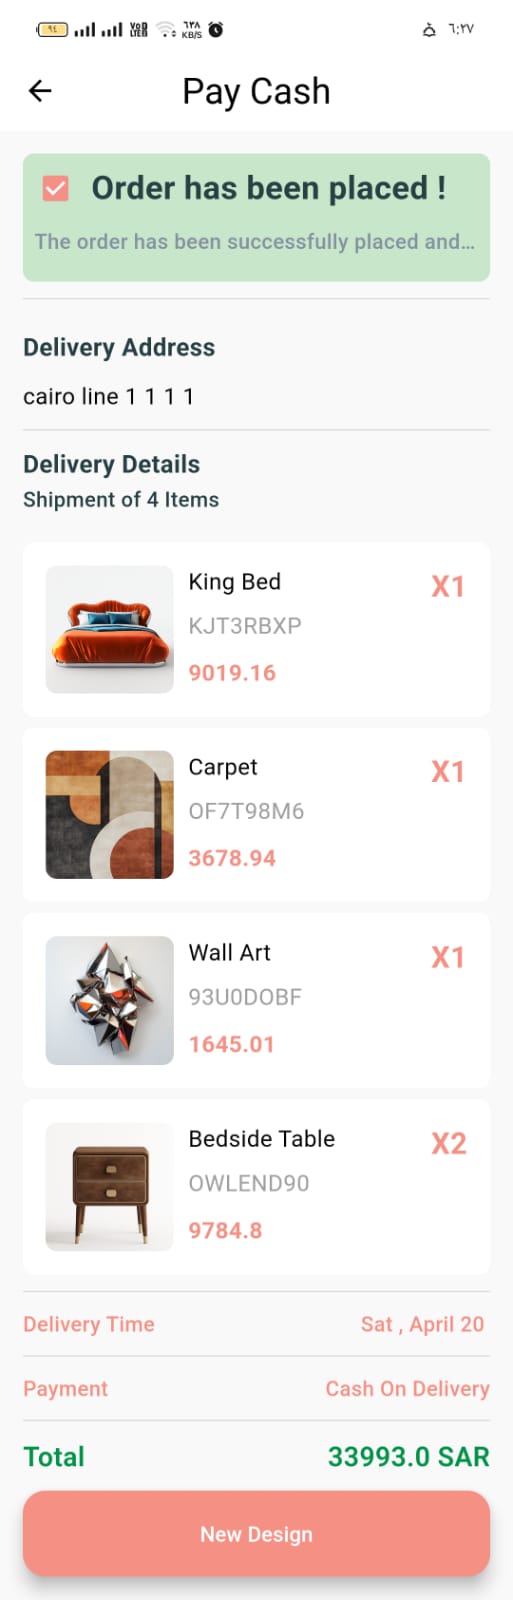 ٩٤ VoD LTE ٦٣٨ KB/S ٦:٢٧
Pay Cash
Order has been placed !
The order has been successfully placed and...
Delivery Address
cairo line 1 1 1 1
Delivery Details
Shipment of 4 Items
King Bed X1
KJT3RBXP
9019.16
Carpet X1
OF7T98M6
3678.94
Wall Art X1
93U0DOBF
1645.01
Bedside Table X2
OWLEND90
9784.8
Delivery Time Sat , April 20
Payment Cash On Delivery
Total 33993.0 SAR
New Design